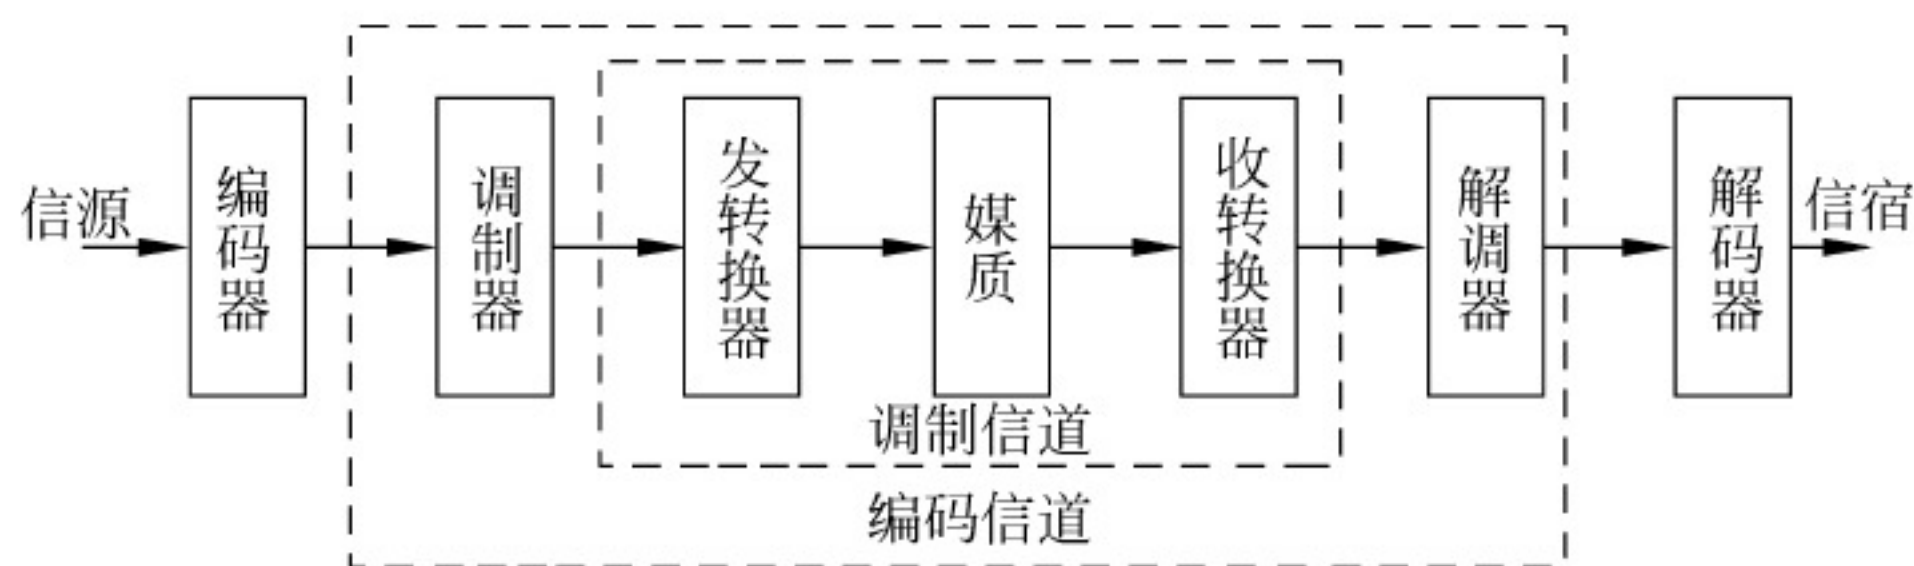 信源
编码器
调制器
发转换器
媒质
收转换器
解调器
解码器
信宿
调制信道
编码信道